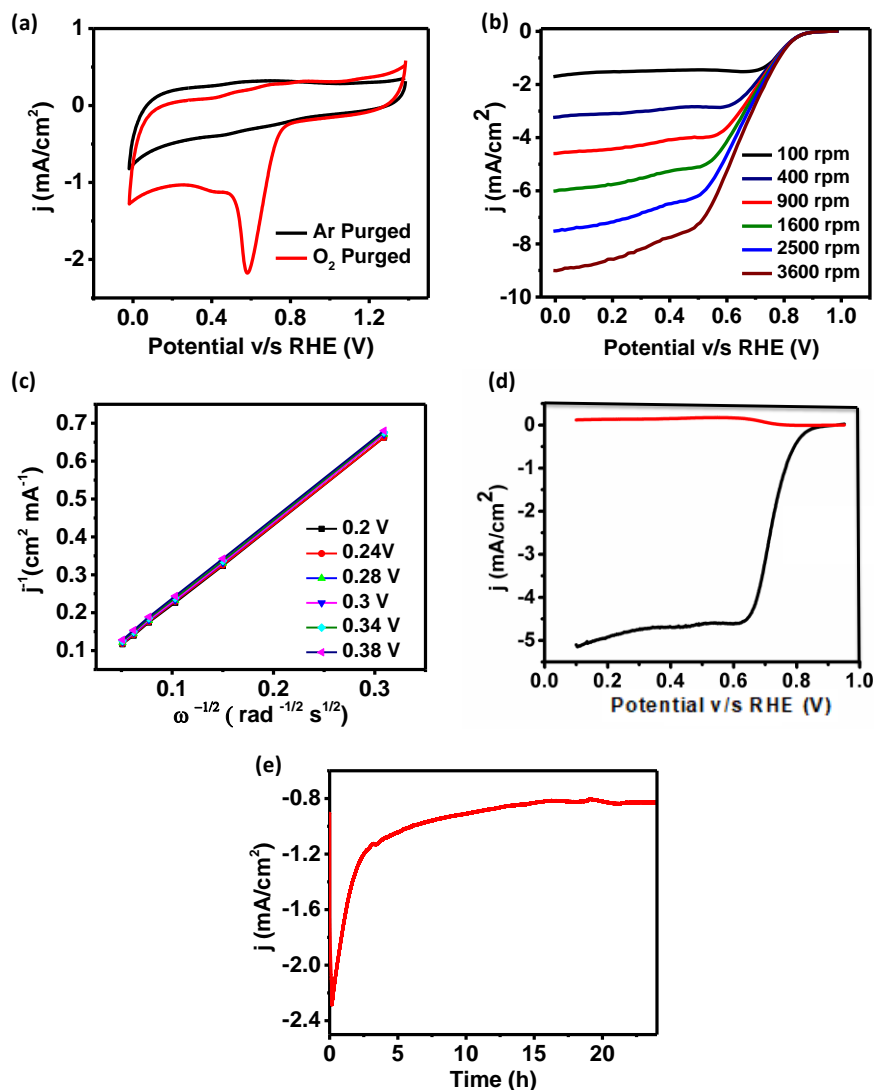 (a)
1
0
-1
-2
j (mA/cm²)
Ar Purged
O₂ Purged
0.0 0.4 0.8 1.2
Potential v/s RHE (V)
(b)
0
-2
-4
-6
-8
-10
j (mA/cm²)
100 rpm
400 rpm
900 rpm
1600 rpm
2500 rpm
3600 rpm
0.0 0.2 0.4 0.6 0.8 1.0
Potential v/s RHE (V)
(c)
0.7
0.6
0.5
0.4
0.3
0.2
0.1
j⁻¹(cm² mA⁻¹)
0.2 V
0.24V
0.28 V
0.3 V
0.34 V
0.38 V
0.1 0.2 0.3
ω⁻¹/² ( rad ⁻¹/² s¹/²)
(d)
0
-1
-2
-3
-4
-5
j (mA/cm²)
0.0 0.2 0.4 0.6 0.8 1.0
Potential v/s RHE (V)
(e)
-0.8
-1.2
-1.6
-2.0
-2.4
j (mA/cm²)
0 5 10 15 20
Time (h)